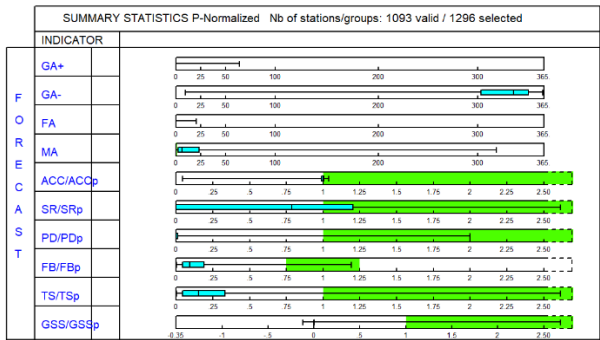 SUMMARY STATISTICS P-Normalized Nb of stations/groups: 1093 valid / 1296 selected
INDICATOR
FORECAST
GA+
0 25 50 100 200 300 365
GA-
0 25 50 100 200 300 365
FA
0 25 50 100 200 300 365
MA
0 25 50 100 200 300 365
ACC/ACCp
0 .25 .5 .75 1 1.25 1.5 1.75 2 2.25 2.50
SR/SRp
0 .25 .5 .75 1 1.25 1.5 1.75 2 2.25 2.50
PD/PDp
0 .25 .5 .75 1 1.25 1.5 1.75 2 2.25 2.50
FB/FBp
0 .25 .5 .75 1 1.25 1.5 1.75 2 2.25 2.50
TS/TSp
0 .25 .5 .75 1 1.25 1.5 1.75 2 2.25 2.50
GSS/GSSp
-0.35 -1 -.5 0 .5 1 1.5 2 2.50